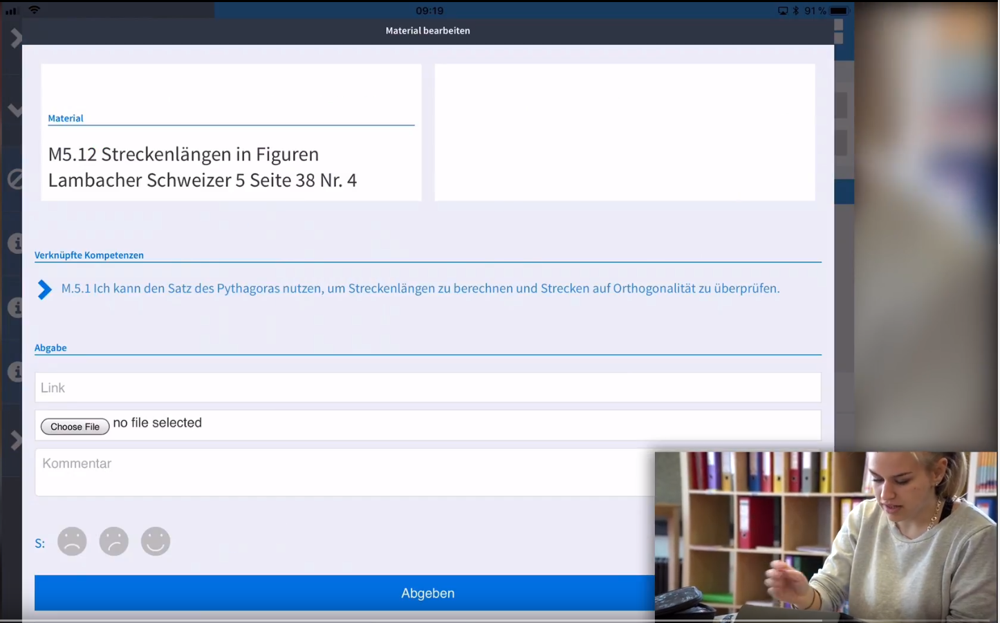 09:19
91 %
Material bearbeiten
Material
M5.12 Streckenlängen in Figuren
Lambacher Schweizer 5 Seite 38 Nr. 4
Verknüpfte Kompetenzen
M.5.1 Ich kann den Satz des Pythagoras nutzen, um Streckenlängen zu berechnen und Strecken auf Orthogonalität zu überprüfen.
Abgabe
Link
Choose File no file selected
Kommentar
S:
Abgeben